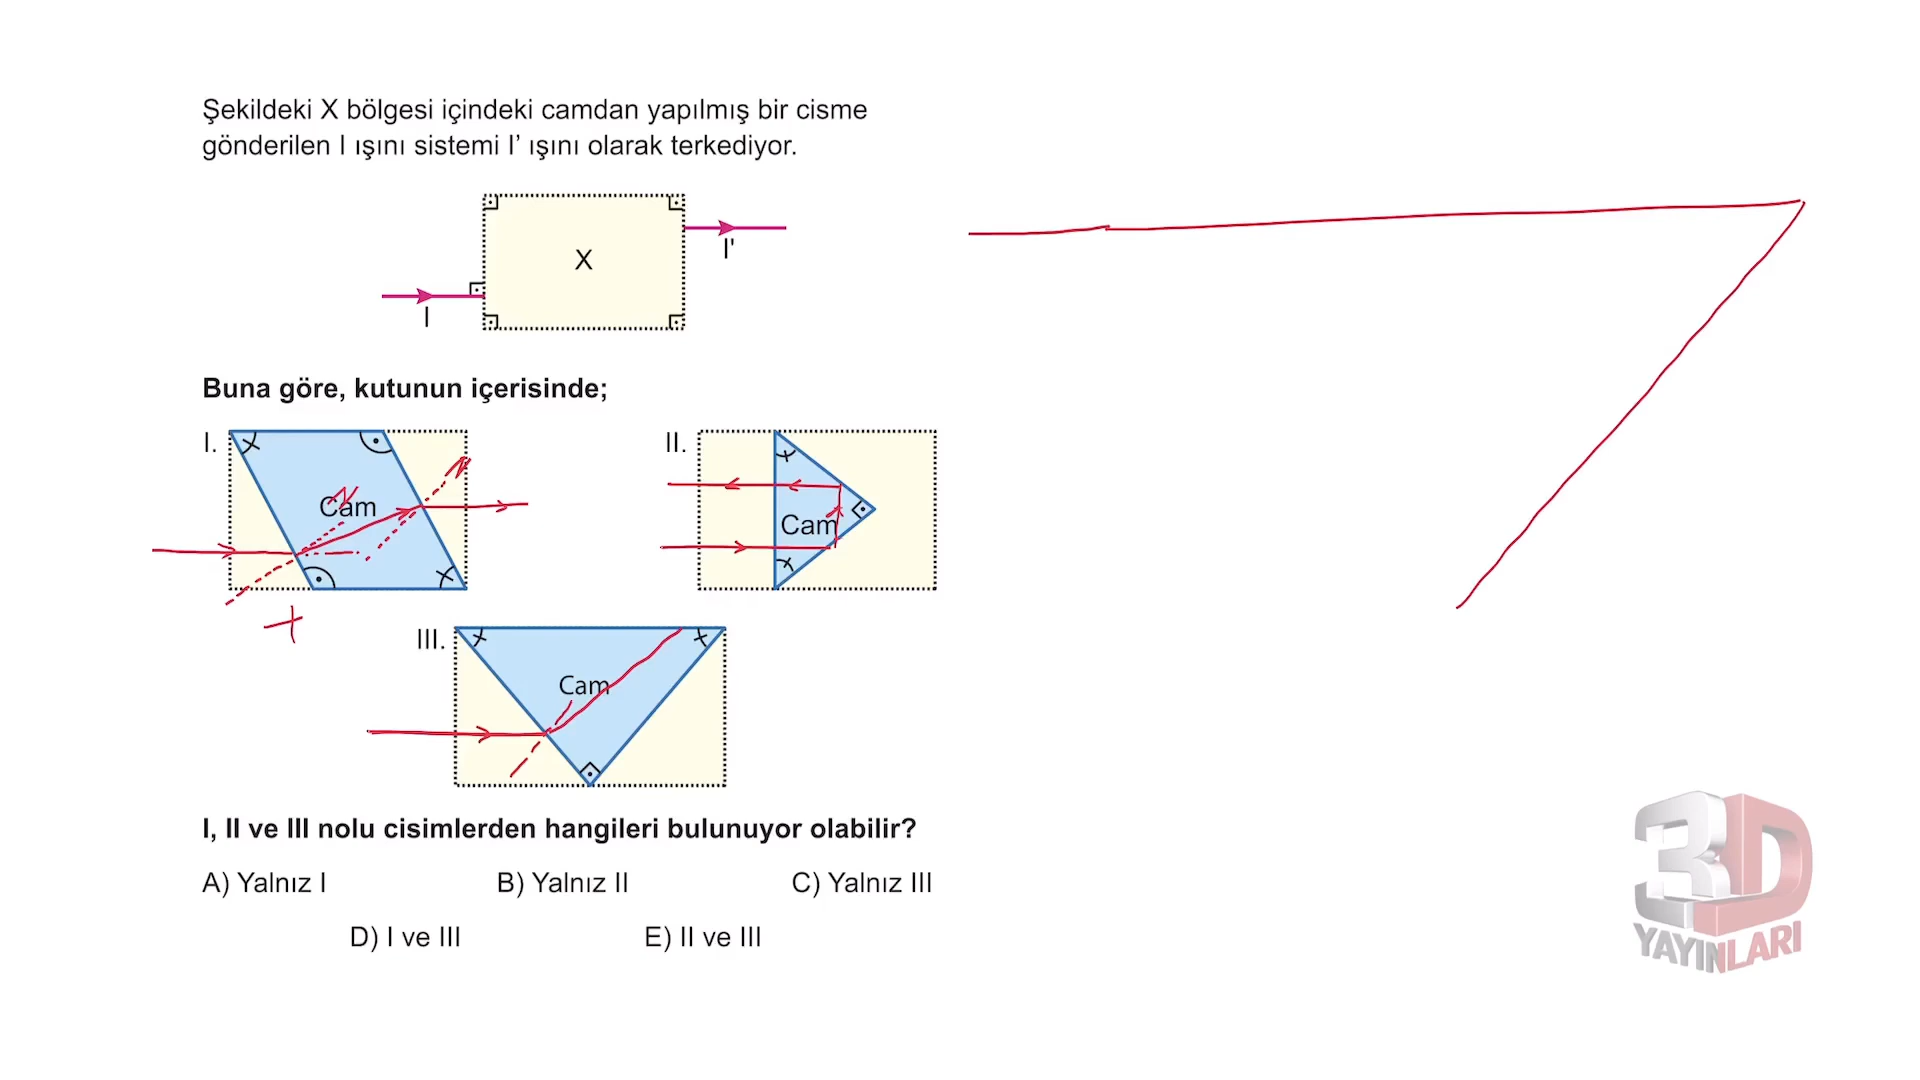 Şekildeki X bölgesi içindeki camdan yapılmış bir cisme
gönderilen I ışını sistemi I’ ışını olarak terkediyor.
I'
X
I
Buna göre, kutunun içerisinde;
I.
Cam
II.
Cam
III.
Cam
I, II ve III nolu cisimlerden hangileri bulunuyor olabilir?
A) Yalnız I
B) Yalnız II
C) Yalnız III
D) I ve III
E) II ve III
3D
YAYINLARI